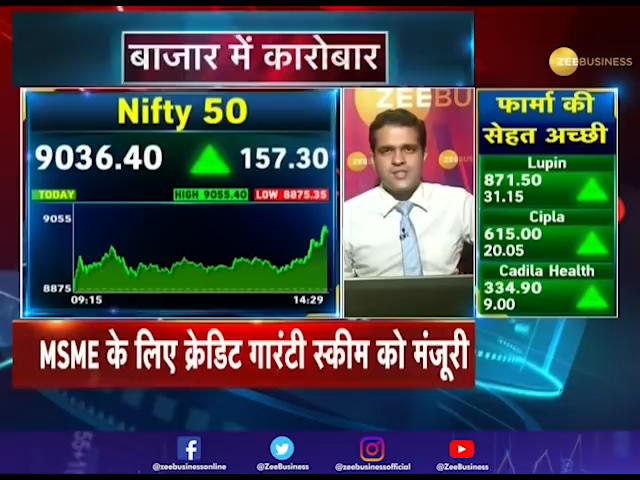 बाजार में कारोबार
ZEEBUSINESS
Nifty 50
9036.40 157.30
TODAY HIGH 9055.40 LOW 8875.35
9055
8875
09:15 14:29
ZEEBUS
फार्मा की
सेहत अच्छी
Lupin
871.50
31.15
Cipla
615.00
20.05
Cadila Health
334.90
9.00
MSME के लिए क्रेडिट गारंटी स्कीम को मंजूरी
@zeebusinessonline @ZeeBusiness @zeebusinessofficial @ZeeBusiness